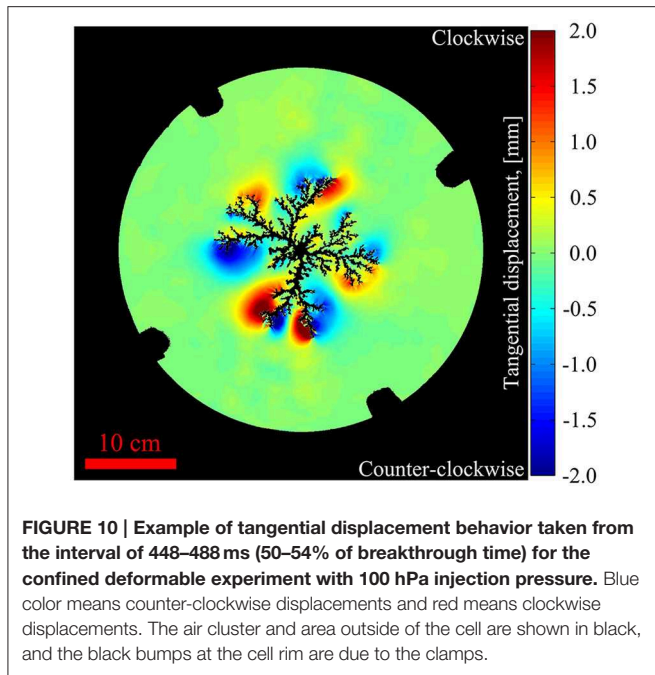 Clockwise
2.0
1.5
1.0
0.5
0.0
-0.5
-1.0
-1.5
-2.0
Tangential displacement, [mm]
10 cm
Counter-clockwise
FIGURE 10 | Example of tangential displacement behavior taken from
the interval of 448–488 ms (50–54% of breakthrough time) for the
confined deformable experiment with 100 hPa injection pressure. Blue
color means counter-clockwise displacements and red means clockwise
displacements. The air cluster and area outside of the cell are shown in black,
and the black bumps at the cell rim are due to the clamps.